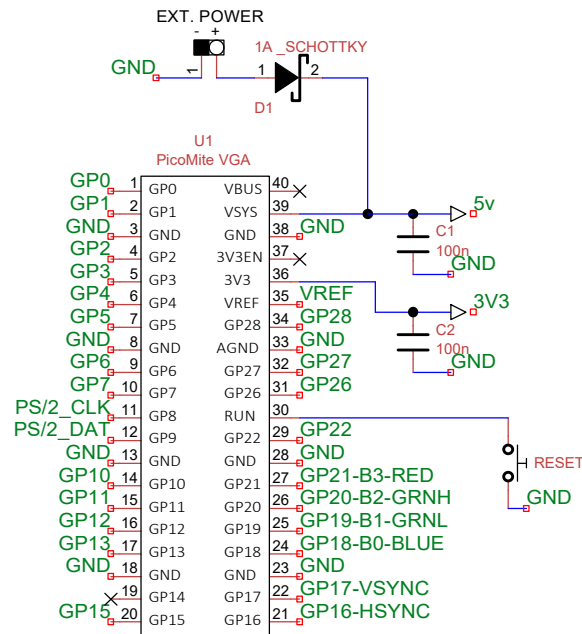 EXT. POWER
- +
1A_SCHOTTKY
GND 1 1 2
D1
U1
PicoMite VGA
GP0 1 GP0 VBUS 40
GP1 2 GP1 VSYS 39 5v
GND 3 GND GND 38 GND
C1
100n
GND
GP2 4 GP2 3V3EN 37
GP3 5 GP3 3V3 36
GP4 6 GP4 VREF 35 VREF 3V3
GP5 7 GP5 GP28 34 GP28
C2
100n
GND
GND 8 GND AGND 33 GND
GP6 9 GP6 GP27 32 GP27
GP7 10 GP7 GP26 31 GP26
PS/2_CLK 11 GP8 RUN 30
PS/2_DAT 12 GP9 GP22 29 GP22
GND 13 GND GND 28 GND
RESET
GP10 14 GP10 GP21 27 GP21-B3-RED
GP11 15 GP11 GP20 26 GP20-B2-GRNH
GND
GP12 16 GP12 GP19 25 GP19-B1-GRNL
GP13 17 GP13 GP18 24 GP18-B0-BLUE
GND 18 GND GND 23 GND
19 GP14 GP17 22 GP17-VSYNC
GP15 20 GP15 GP16 21 GP16-HSYNC